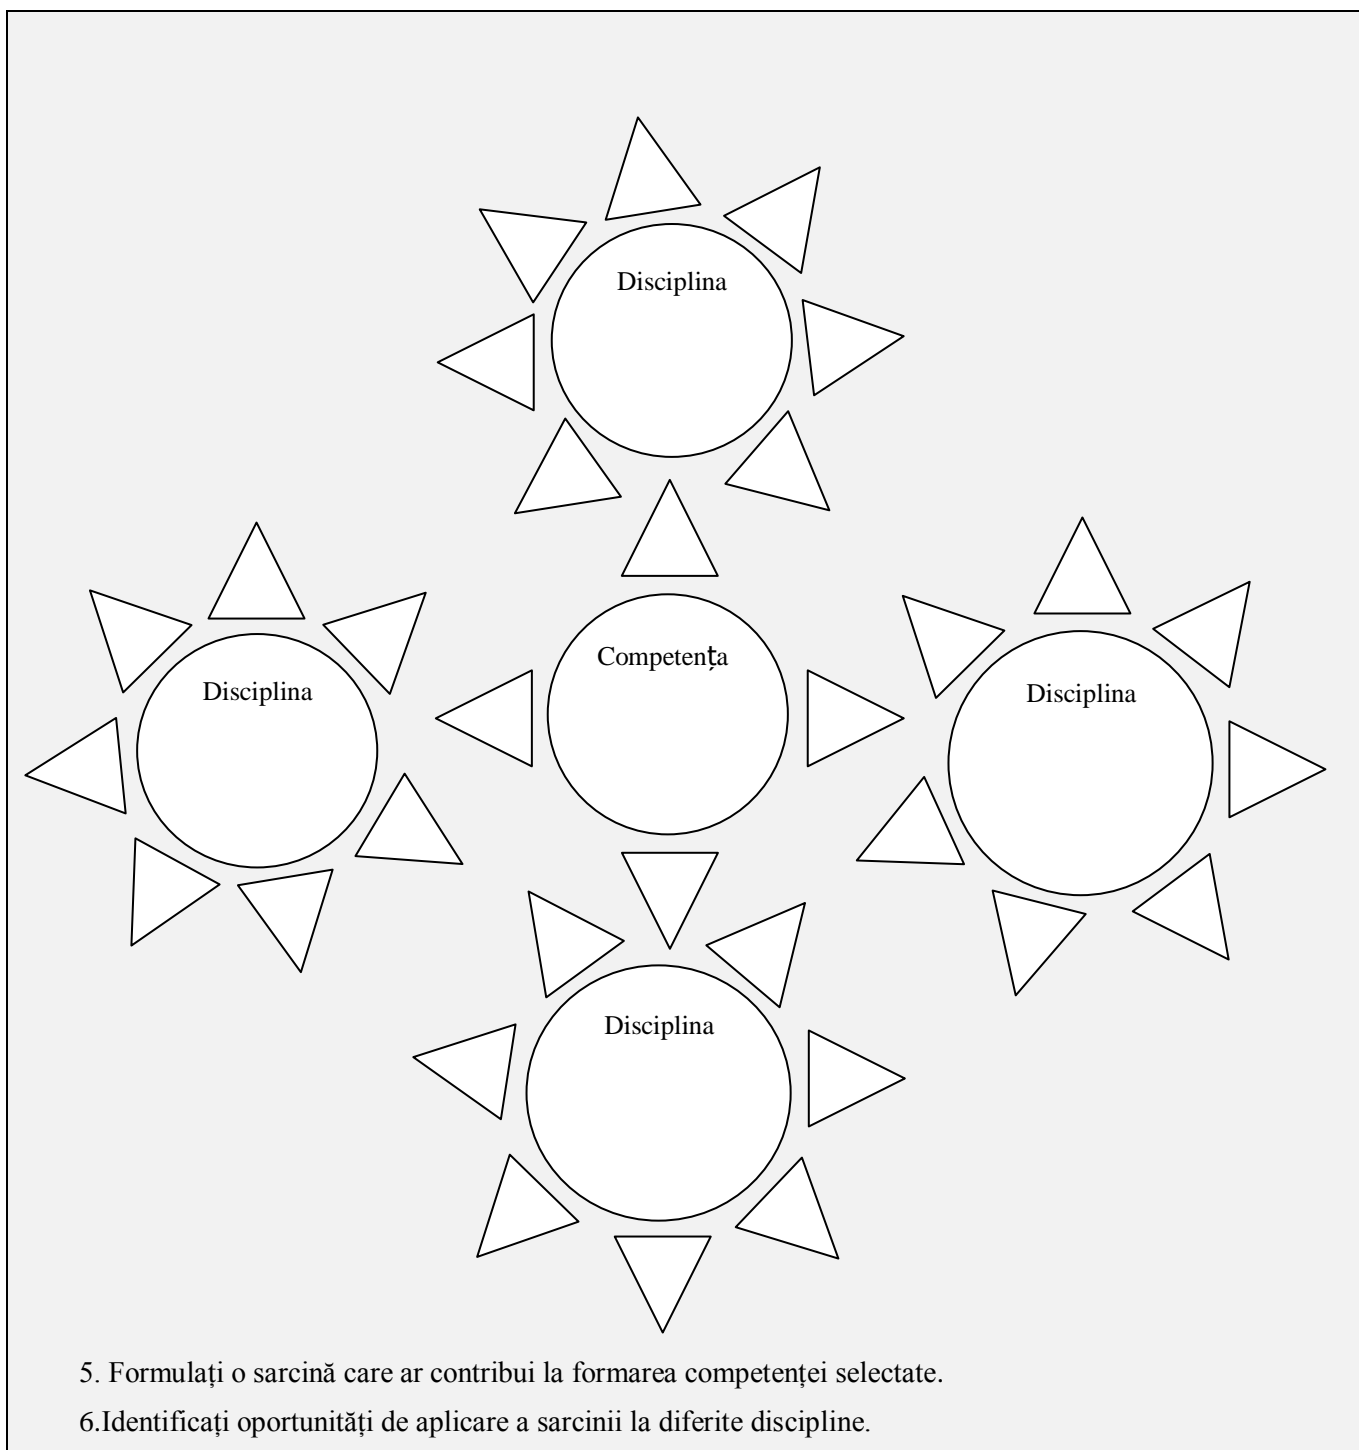 Disciplina
Competența
Disciplina
Disciplina
Disciplina
5. Formulați o sarcină care ar contribui la formarea competenței selectate.
6.Identificați oportunități de aplicare a sarcinii la diferite discipline.